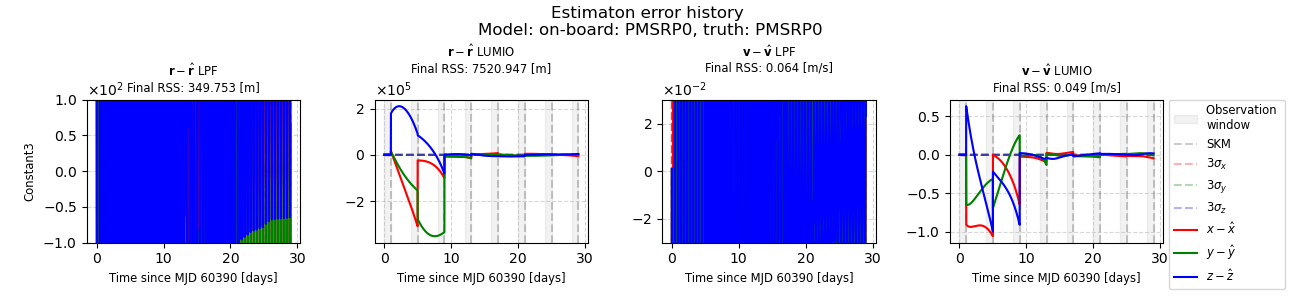 Estimaton error history
Model: on-board: PMSRP0, truth: PMSRP0
r − r̂ LPF
×10² Final RSS: 349.753 [m]
1.0
0.5
0.0
−0.5
−1.0
Constant3
0 10 20 30
Time since MJD 60390 [days]
r − r̂ LUMIO
Final RSS: 7520.947 [m]
×10⁵
2
0
−2
0 10 20 30
Time since MJD 60390 [days]
v − v̂ LPF
Final RSS: 0.064 [m/s]
×10⁻²
2
0
−2
0 10 20 30
Time since MJD 60390 [days]
v − v̂ LUMIO
Final RSS: 0.049 [m/s]
0.5
0.0
−0.5
−1.0
0 10 20 30
Time since MJD 60390 [days]
Observation
window
SKM
3σₓ
3σ_y
3σ_z
x − x̂
y − ŷ
z − ẑ